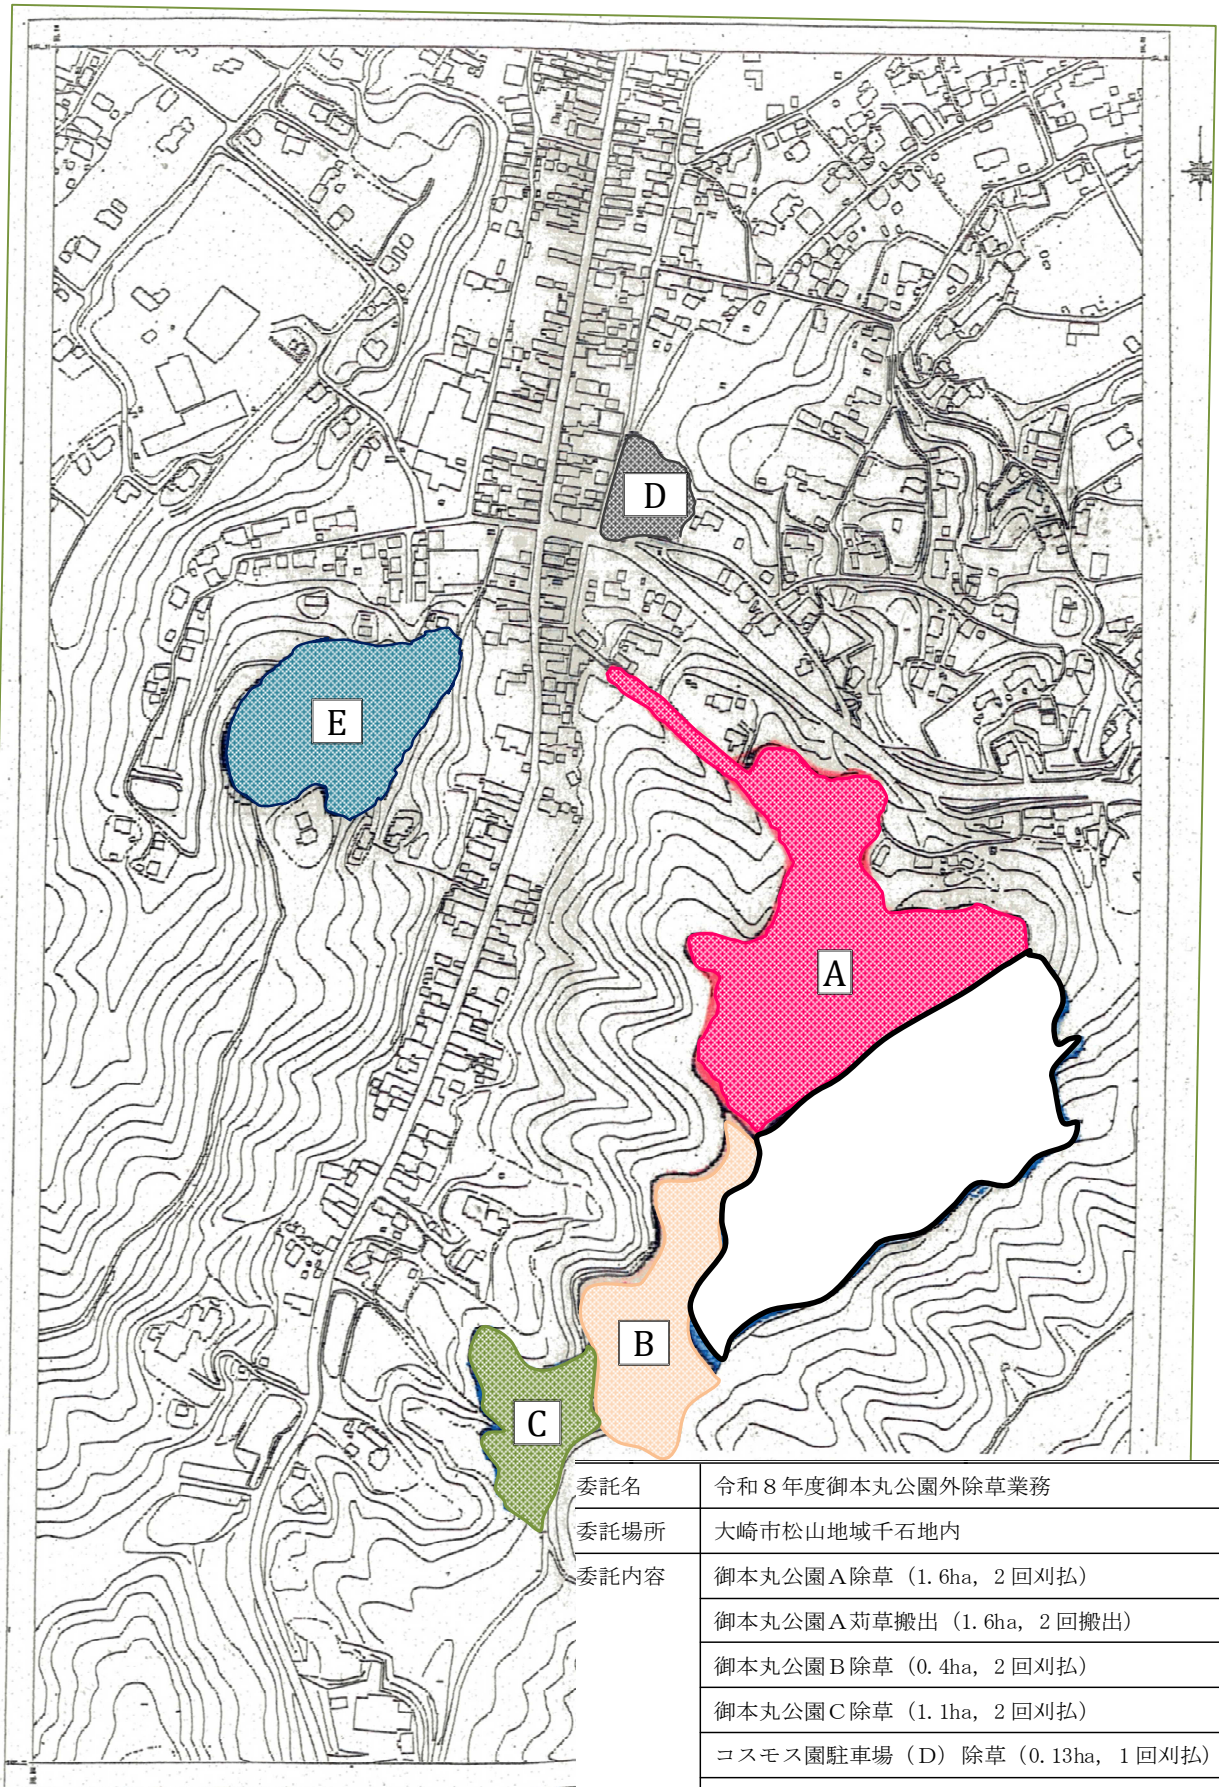 D
E
A
B
C
委託名 令和8年度御本丸公園外除草業務
委託場所 大崎市松山地域千石地内
委託内容 御本丸公園A除草（1.6ha, 2回刈払）
御本丸公園A苅草搬出（1.6ha, 2回搬出）
御本丸公園B除草（0.4ha, 2回刈払）
御本丸公園C除草（1.1ha, 2回刈払）
コスモス園駐車場（D）除草（0.13ha, 1回刈払）